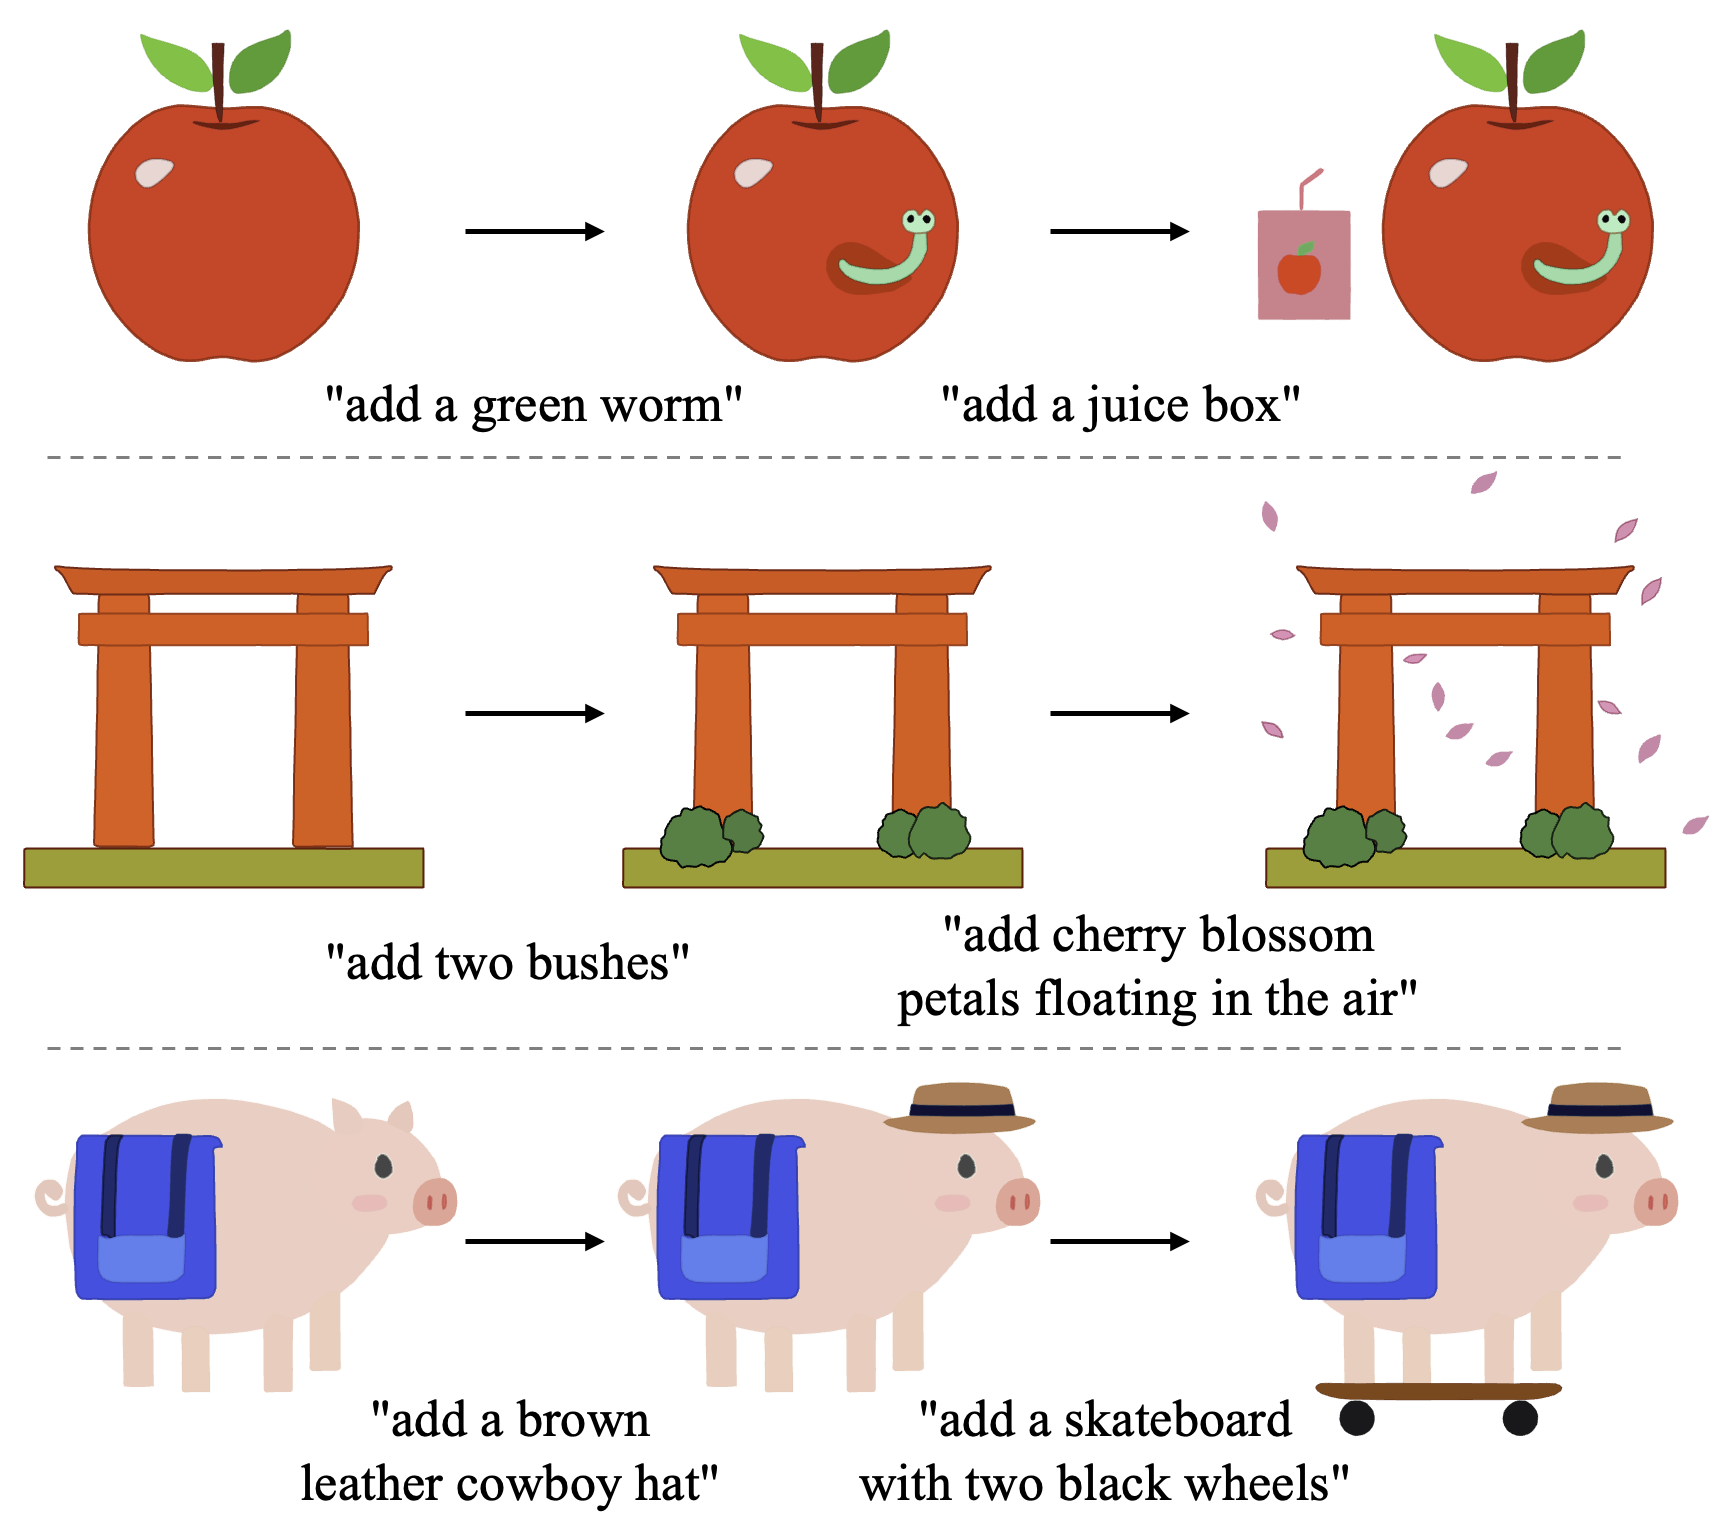 "add a green worm"
"add a juice box"
"add two bushes"
"add cherry blossom
petals floating in the air"
"add a brown
leather cowboy hat"
"add a skateboard
with two black wheels"